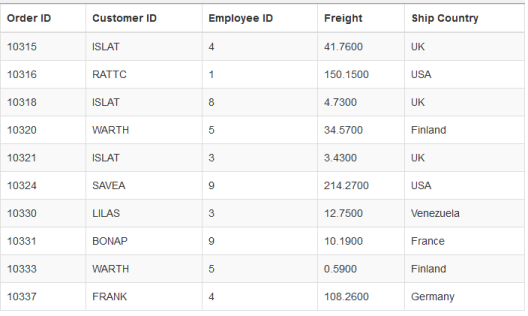 Order ID Customer ID Employee ID Freight Ship Country
10315 ISLAT 4 41.7600 UK
10316 RATTC 1 150.1500 USA
10318 ISLAT 8 4.7300 UK
10320 WARTH 5 34.5700 Finland
10321 ISLAT 3 3.4300 UK
10324 SAVEA 9 214.2700 USA
10330 LILAS 3 12.7500 Venezuela
10331 BONAP 9 10.1900 France
10333 WARTH 5 0.5900 Finland
10337 FRANK 4 108.2600 Germany